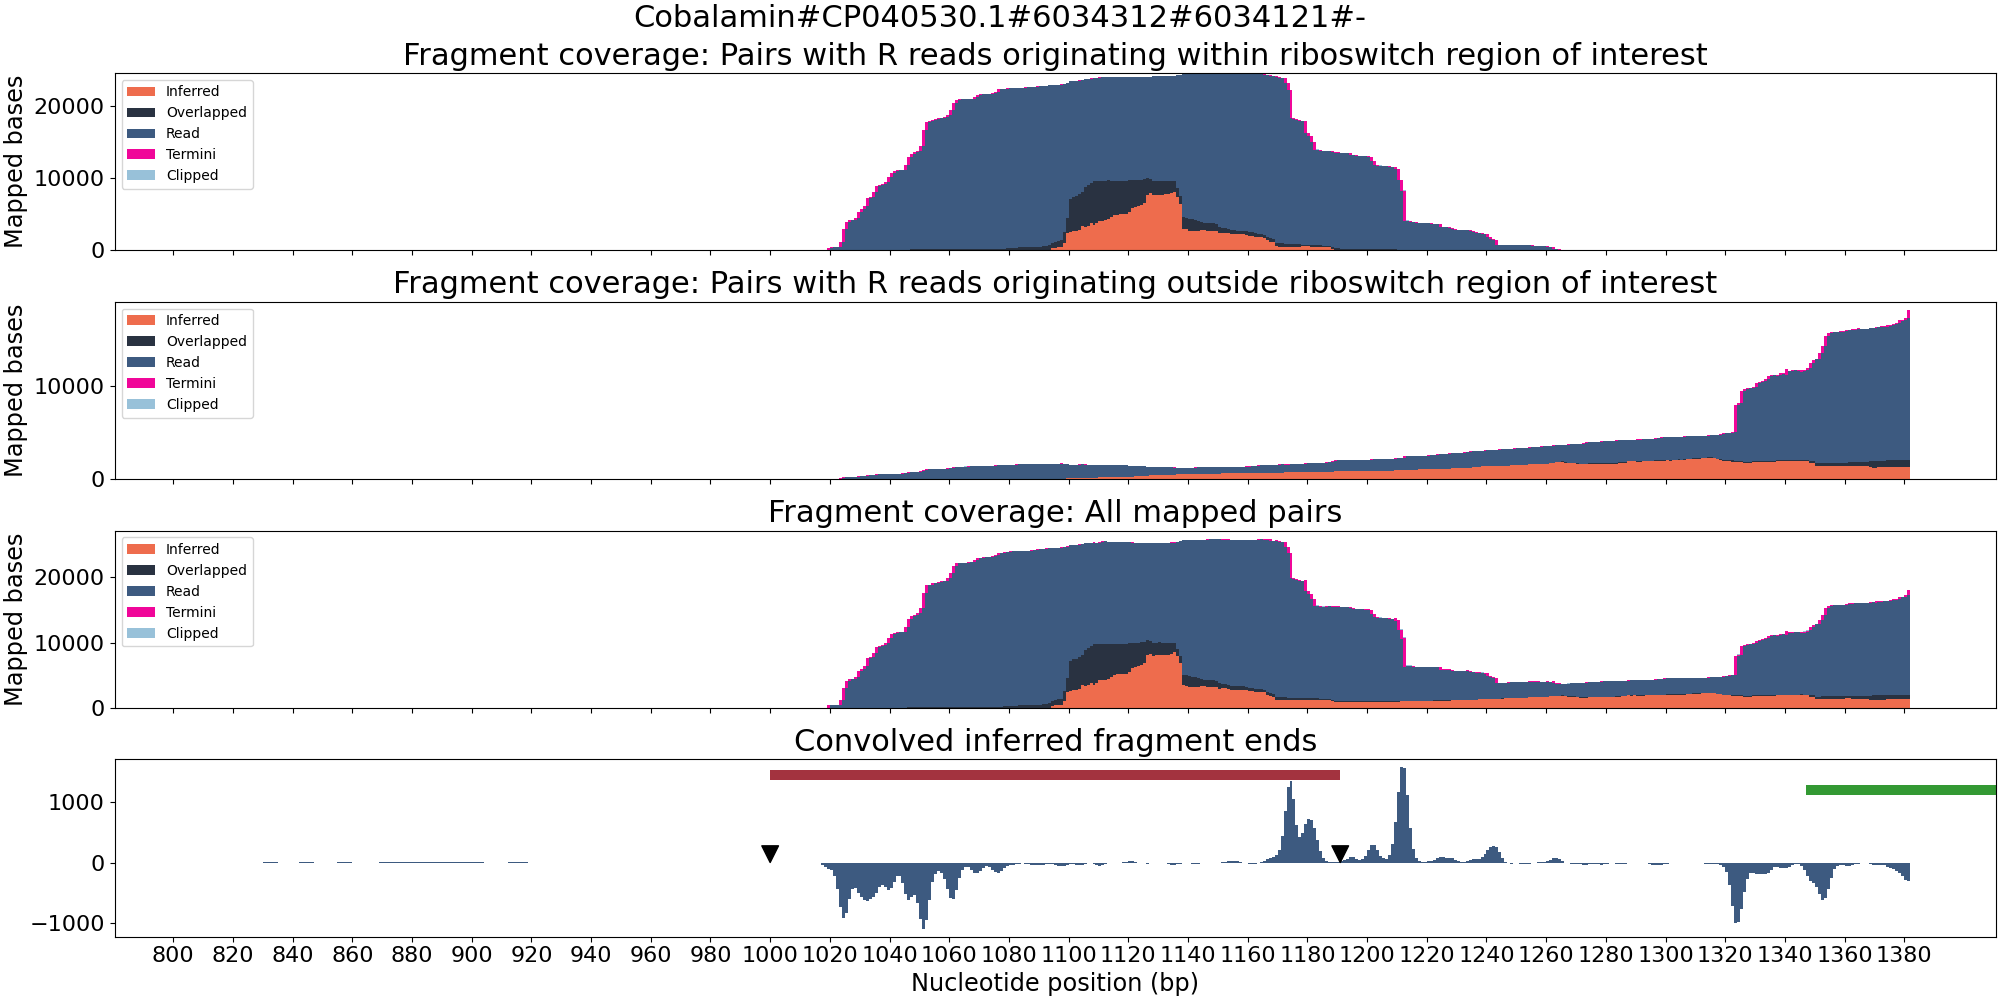 Cobalamin#CP040530.1#6034312#6034121#-
Fragment coverage: Pairs with R reads originating within riboswitch region of interest
Mapped bases
20000
10000
0
Inferred
Overlapped
Read
Termini
Clipped
Fragment coverage: Pairs with R reads originating outside riboswitch region of interest
Mapped bases
10000
0
Inferred
Overlapped
Read
Termini
Clipped
Fragment coverage: All mapped pairs
Mapped bases
20000
10000
0
Inferred
Overlapped
Read
Termini
Clipped
Convolved inferred fragment ends
1000
0
−1000
800 820 840 860 880 900 920 940 960 980 1000 1020 1040 1060 1080 1100 1120 1140 1160 1180 1200 1220 1240 1260 1280 1300 1320 1340 1360 1380
Nucleotide position (bp)